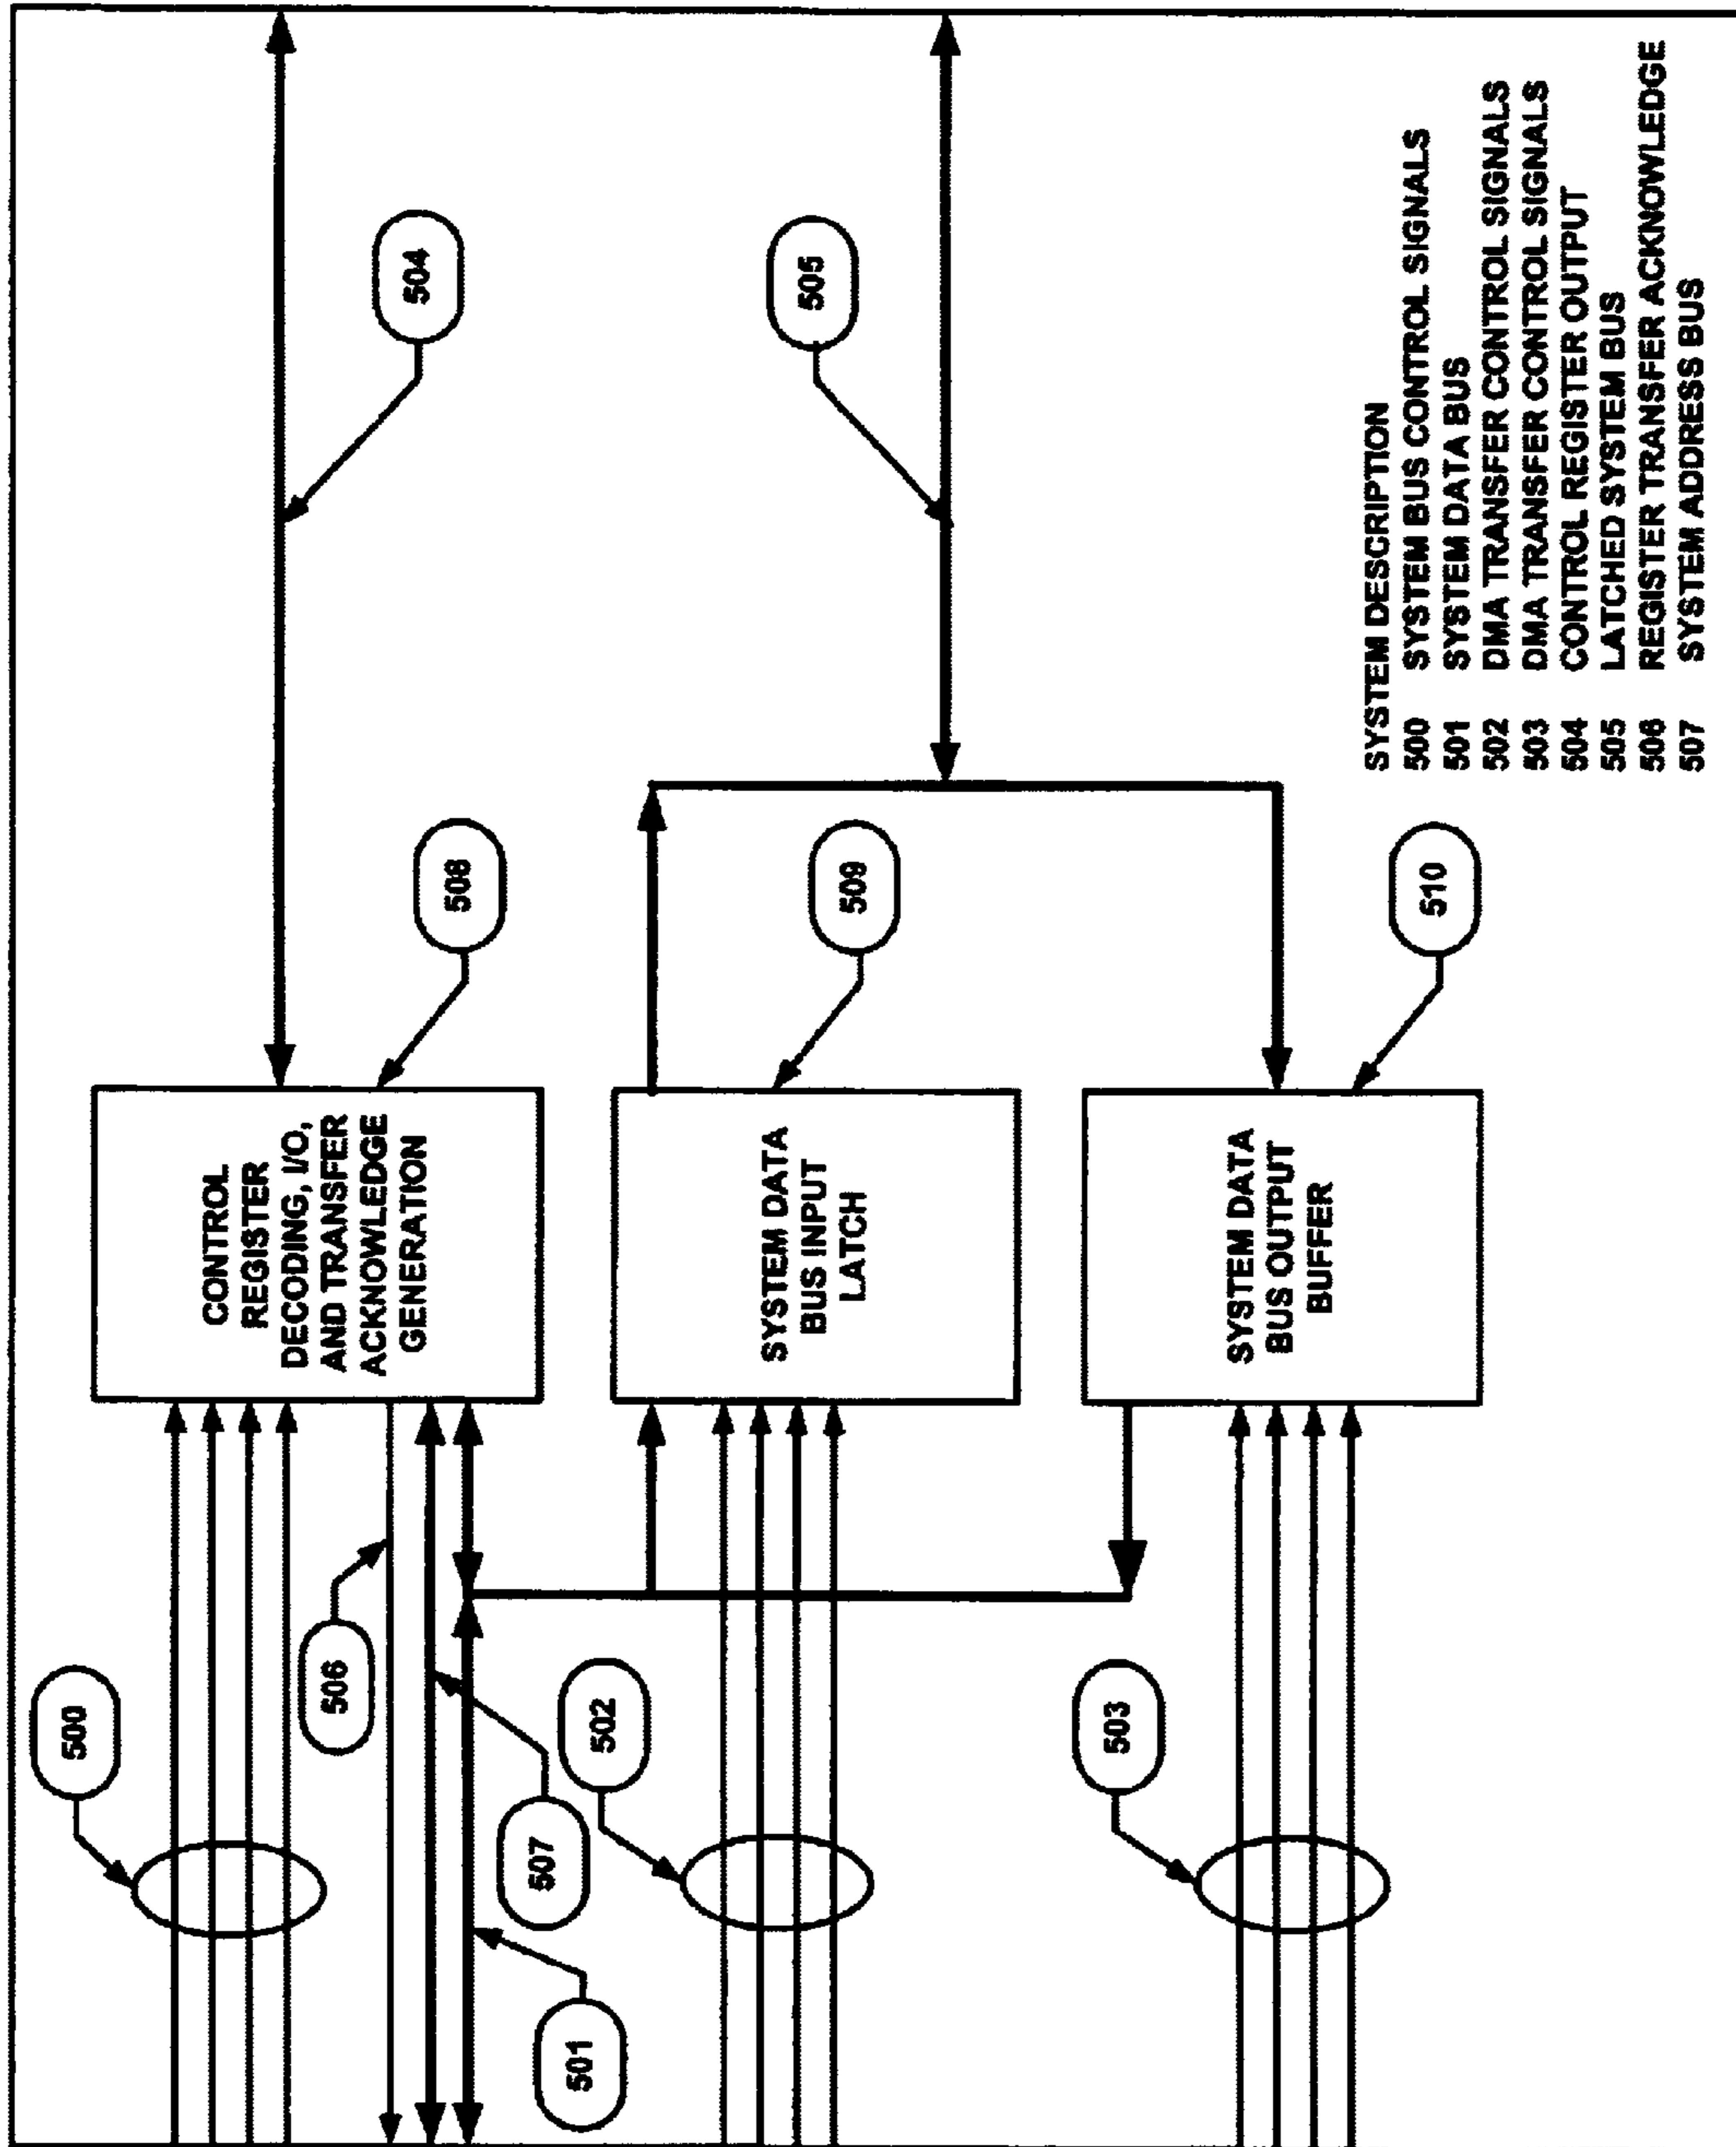 500
506
507
501
502
503
CONTROL
REGISTER
DECODING, I/O,
AND TRANSFER
ACKNOWLEDGE
GENERATION
SYSTEM DATA
BUS INPUT
LATCH
SYSTEM DATA
BUS OUTPUT
BUFFER
508
509
510
504
505
SYSTEM DESCRIPTION
500 SYSTEM BUS CONTROL SIGNALS
501 SYSTEM DATA BUS
502 DMA TRANSFER CONTROL SIGNALS
503 DMA TRANSFER CONTROL SIGNALS
504 CONTROL REGISTER OUTPUT
505 LATCHED SYSTEM BUS
506 REGISTER TRANSFER ACKNOWLEDGE
507 SYSTEM ADDRESS BUS